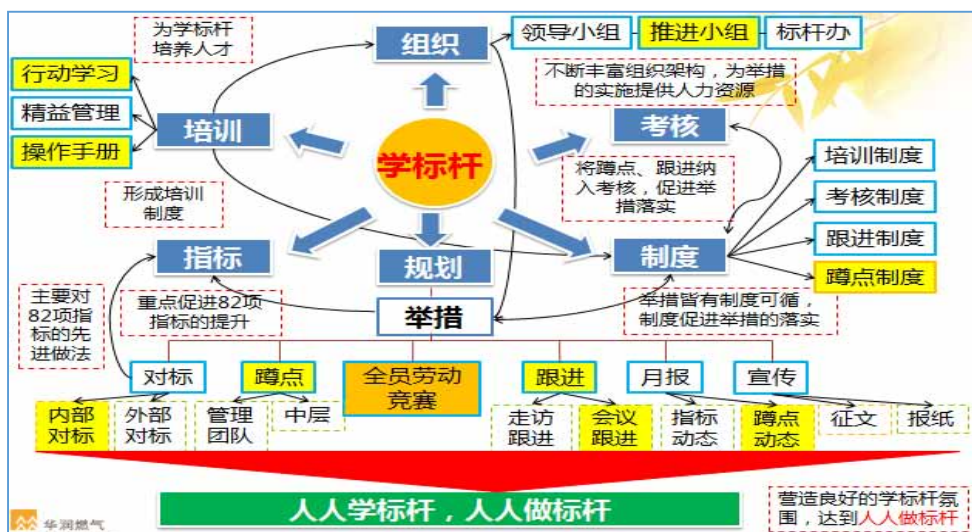 为学标杆
培养人才
组织
领导小组
推进小组
标杆办
行动学习
精益管理
操作手册
培训
不断丰富组织架构，为举措
的实施提供人力资源
考核
学标杆
将蹲点、跟进纳
入考核，促进举
措落实
培训制度
考核制度
跟进制度
蹲点制度
形成培训
制度
指标
规划
制度
举措
主要对
82项指
标的先
进做法
重点促进82项
指标的提升
举措皆有制度可循，
制度促进举措的落实
对标
蹲点
全员劳动
竞赛
跟进
月报
宣传
内部
对标
外部
对标
管理
团队
中层
走访
跟进
会议
跟进
指标
动态
蹲点
动态
征文
报纸
人人学标杆，人人做标杆
营造良好的学标杆氛
围，达到人人做标杆
华润燃气